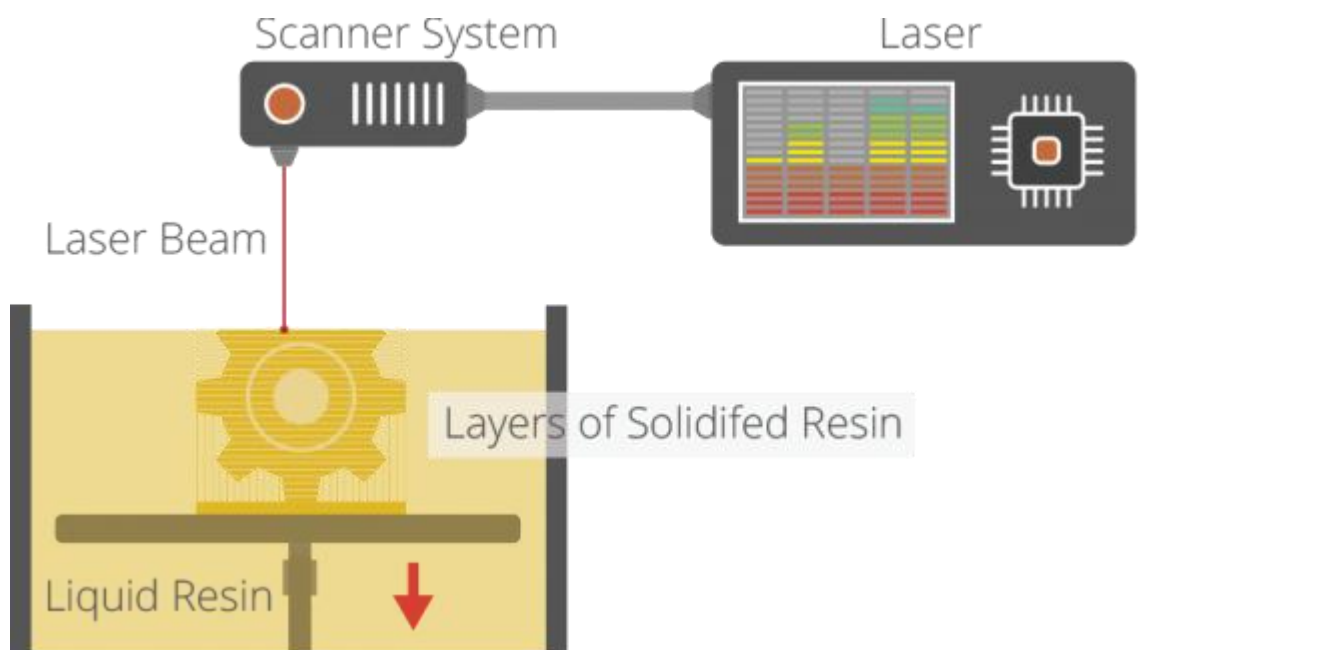 Scanner System
Laser
Laser Beam
Layers of Solidifed Resin
Liquid Resin